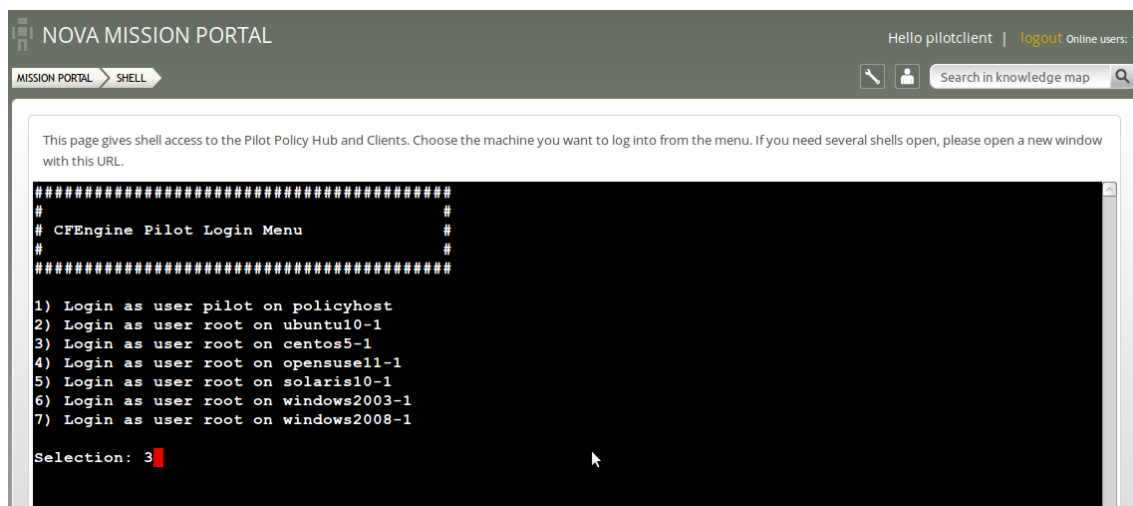 NOVA MISSION PORTAL
Hello pilotclient | logout Online users:
MISSION PORTAL SHELL
Search in knowledge map
This page gives shell access to the Pilot Policy Hub and Clients. Choose the machine you want to log into from the menu. If you need several shells open, please open a new window
with this URL.
##########################################
# #
# CFEngine Pilot Login Menu #
# #
##########################################
1) Login as user pilot on policyhost
2) Login as user root on ubuntu10-1
3) Login as user root on centos5-1
4) Login as user root on opensuse11-1
5) Login as user root on solaris10-1
6) Login as user root on windows2003-1
7) Login as user root on windows2008-1
Selection: 3